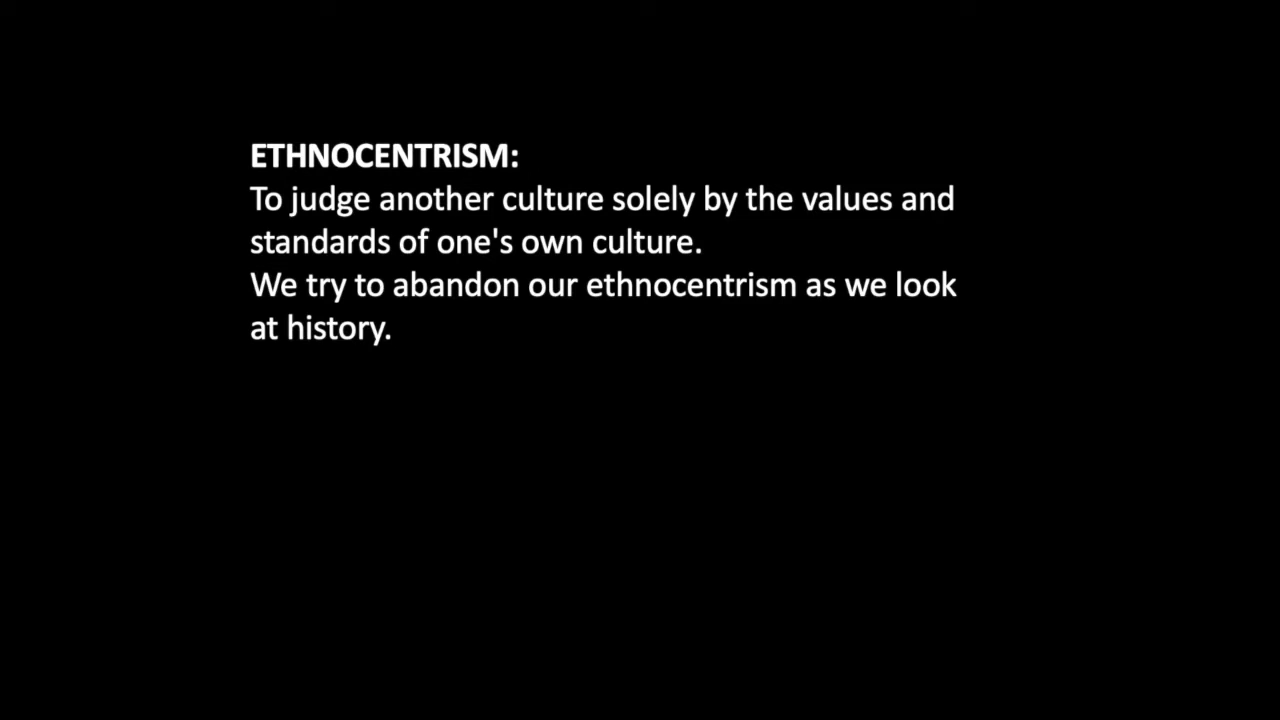 ETHNOCENTRISM:
To judge another culture solely by the values and
standards of one's own culture.
We try to abandon our ethnocentrism as we look
at history.